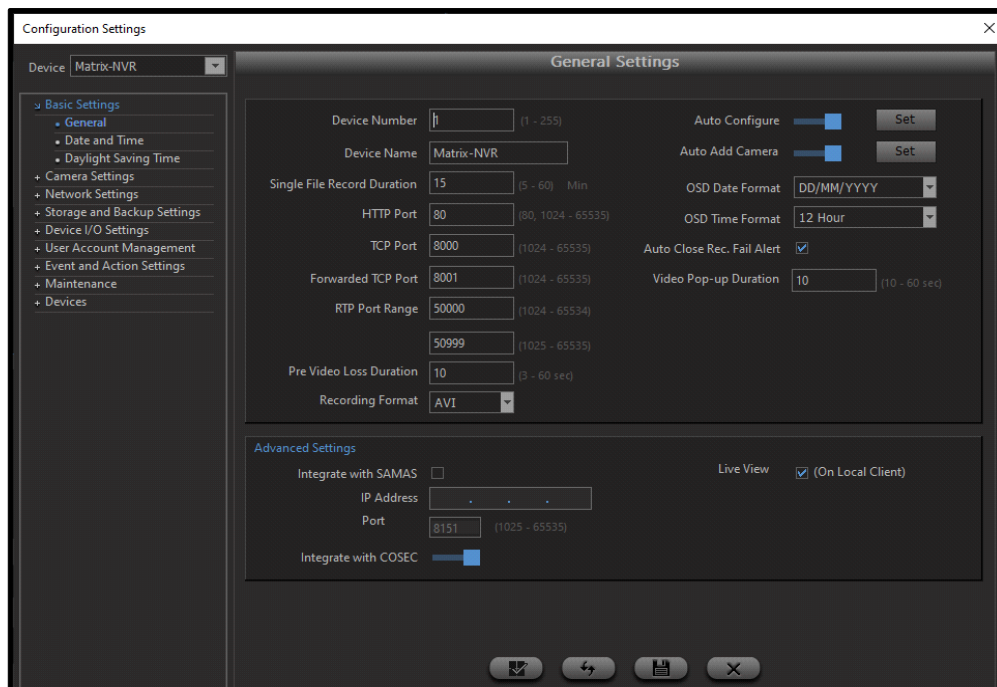 Configuration Settings
Device Matrix-NVR
Basic Settings
General
Date and Time
Daylight Saving Time
+ Camera Settings
+ Network Settings
+ Storage and Backup Settings
+ Device I/O Settings
+ User Account Management
+ Event and Action Settings
+ Maintenance
+ Devices
General Settings
Device Number 1 (1 - 255)
Device Name Matrix-NVR
Single File Record Duration 15 (5 - 60) Min
HTTP Port 80 (80, 1024 - 65535)
TCP Port 8000 (1024 - 65535)
Forwarded TCP Port 8001 (1024 - 65535)
RTP Port Range 50000 (1024 - 65534)
50999 (1025 - 65535)
Pre Video Loss Duration 10 (3 - 60 sec)
Recording Format AVI
Auto Configure Set
Auto Add Camera Set
OSD Date Format DD/MM/YYYY
OSD Time Format 12 Hour
Auto Close Rec. Fail Alert
Video Pop-up Duration 10 (10 - 60 sec)
Advanced Settings
Integrate with SAMAS
IP Address . . .
Port 8151 (1025 - 65535)
Integrate with COSEC
Live View (On Local Client)